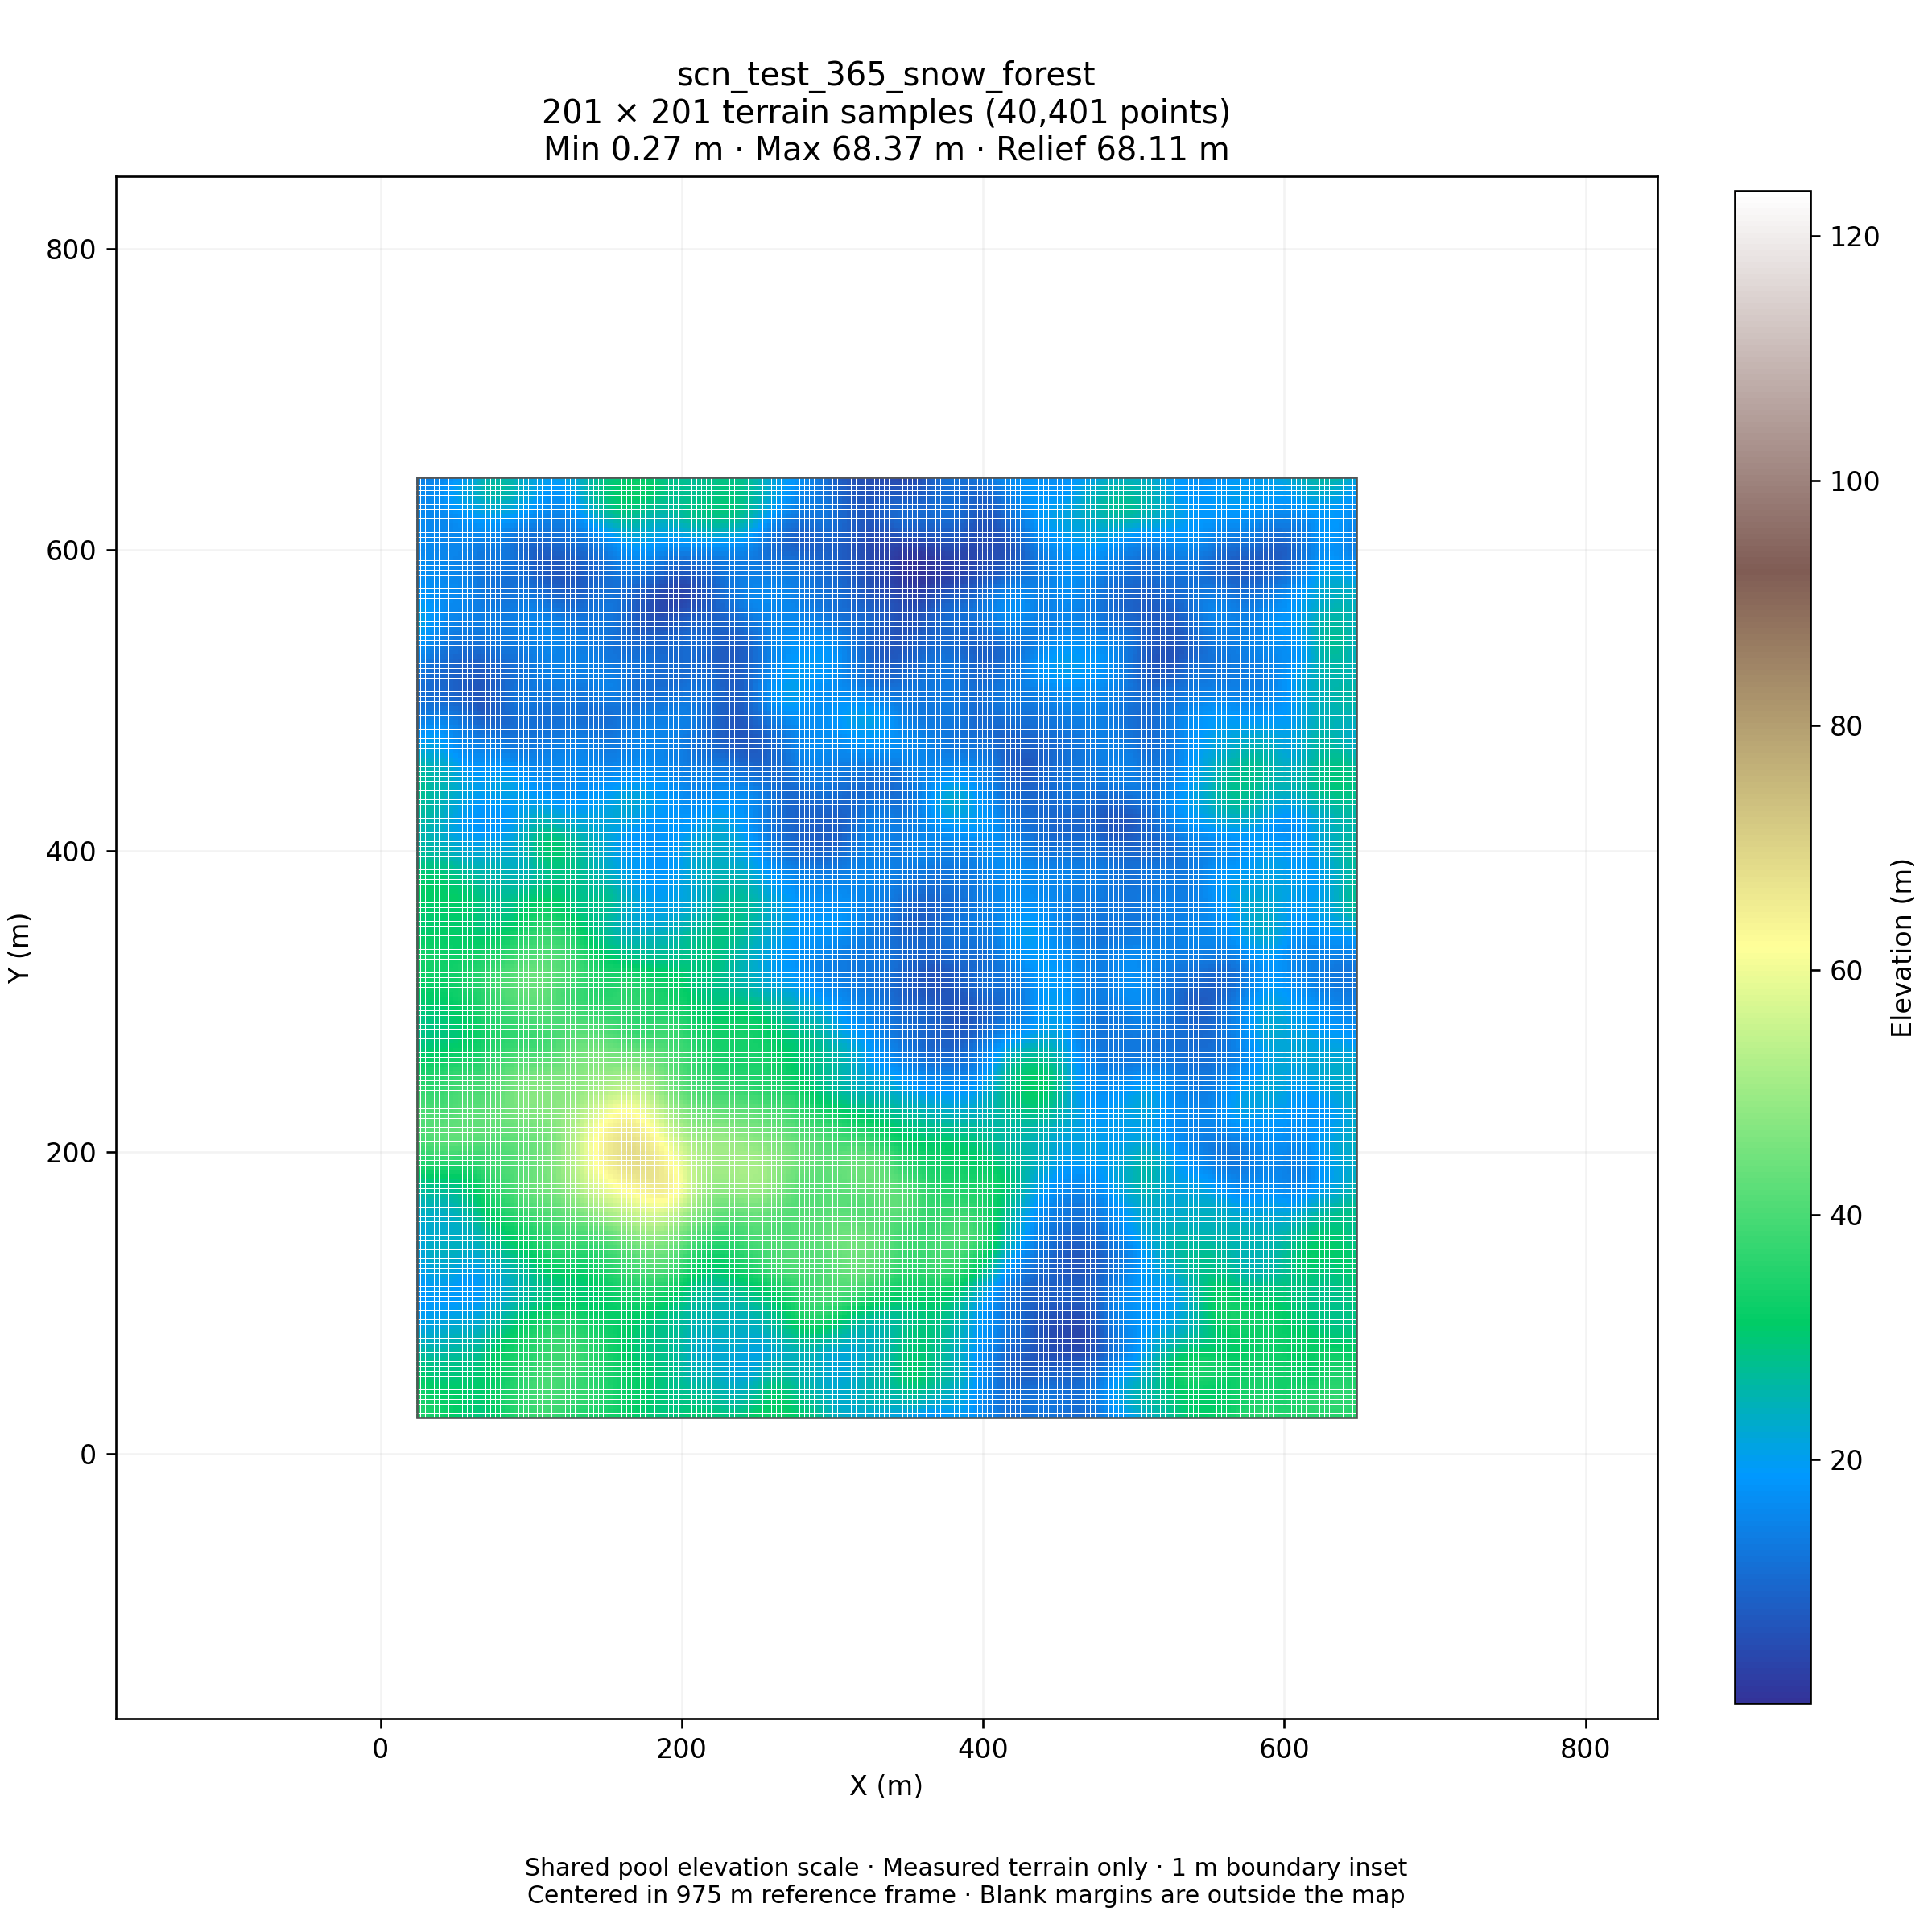 scn_test_365_snow_forest
201 × 201 terrain samples (40,401 points)
Min 0.27 m · Max 68.37 m · Relief 68.11 m
800
600
400
200
0
Y (m)
0
200
400
600
800
X (m)
120
100
80
60
40
20
Elevation (m)
Shared pool elevation scale · Measured terrain only · 1 m boundary inset
Centered in 975 m reference frame · Blank margins are outside the map